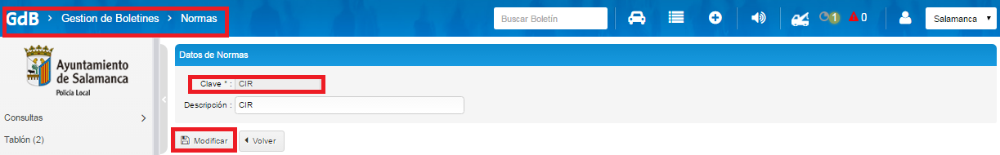 GdB > Gestion de Boletines > Normas
Buscar Boletín
1
0
Salamanca
Ayuntamiento
de Salamanca
Policía Local
Consultas
Tablón (2)
Datos de Normas
Clave * : CIR
Descripción : CIR
Modificar
Volver